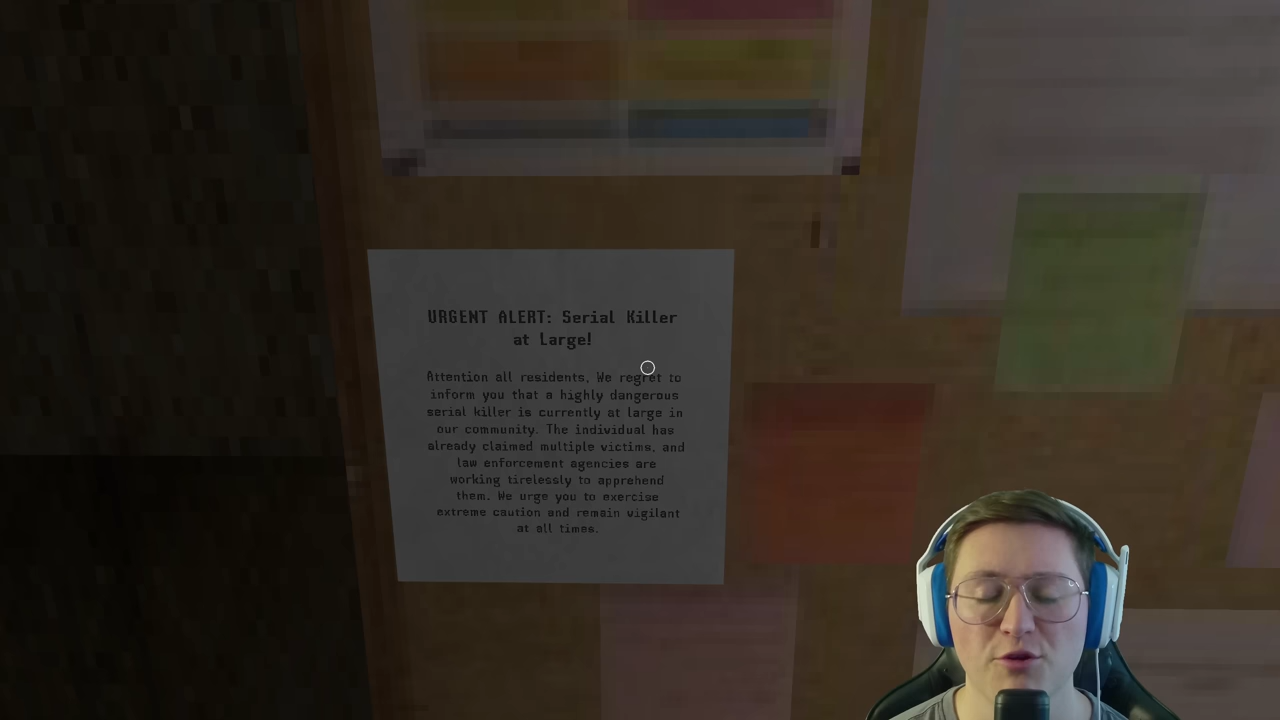 URGENT ALERT: Serial Killer
at Large!
Attention all residents, We regret to
inform you that a highly dangerous
serial killer is currently at large in
our community. The individual has
already claimed multiple victims, and
law enforcement agencies are
working tirelessly to apprehend
them. We urge you to exercise
extreme caution and remain vigilant
at all times.